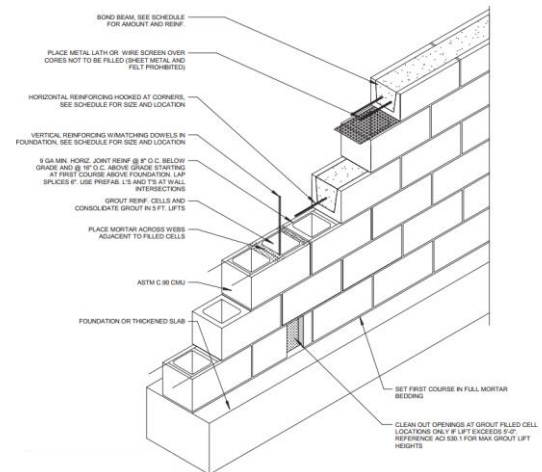 BOND BEAM, SEE SCHEDULE
FOR AMOUNT AND REINF.
PLACE METAL LATH OR WIRE SCREEN OVER
CORES NOT TO BE FILLED (SHEET METAL AND
FELT PROHIBITED)
HORIZONTAL REINFORCING HOOKED AT CORNERS,
SEE SCHEDULE FOR SIZE AND LOCATION
VERTICAL REINFORCING W/MATCHING DOWELS IN
FOUNDATION, SEE SCHEDULE FOR SIZE AND LOCATION
9 GA MIN. HORIZ. JOINT REINF @ 8" O.C. BELOW
GRADE AND @ 16" O.C. ABOVE GRADE STARTING
AT FIRST COURSE ABOVE FOUNDATION. LAP
SPLICES 6". USE PREFAB. L'S AND T'S AT WALL
INTERSECTIONS
GROUT REINF. CELLS AND
CONSOLIDATE GROUT IN 5 FT. LIFTS
PLACE MORTAR ACROSS WEBS
ADJACENT TO FILLED CELLS
ASTM C.90 CMU
FOUNDATION OR THICKENED SLAB
SET FIRST COURSE IN FULL MORTAR
BEDDING
CLEAN OUT OPENINGS AT GROUT FILLED CELL
LOCATIONS ONLY IF LIFT EXCEEDS 5'-0".
REFERENCE ACI 530.1 FOR MAX GROUT LIFT
HEIGHTS